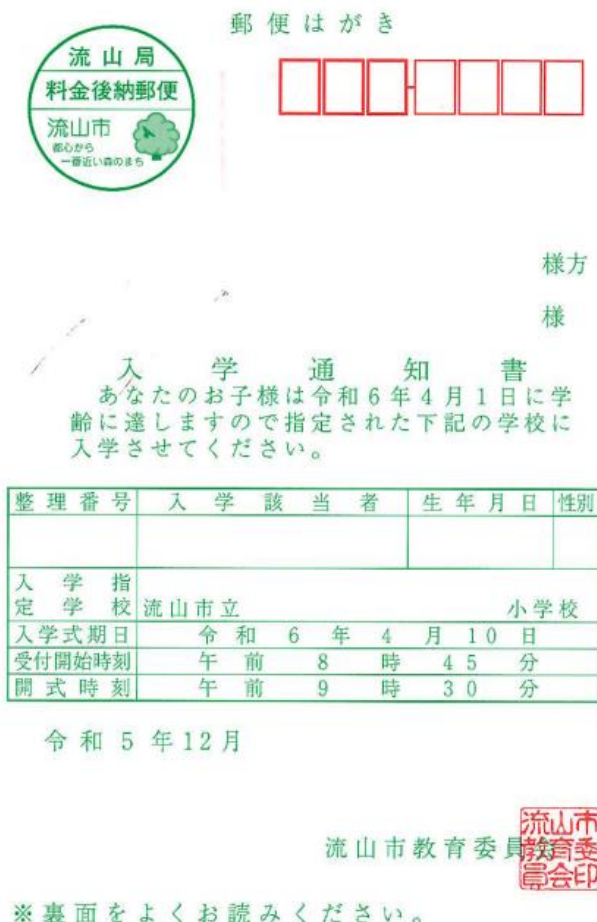 郵便はがき
流山局
料金後納郵便
流山市
都心から
一番近い森のまち
様方
様
入学通知書
あなたのお子様は令和6年4月1日に学
齢に達しますので指定された下記の学校に
入学させてください。
整理番号 入学該当者 生年月日 性別
入学指
定学校 流山市立 小学校
入学式期日 令和6年4月10日
受付開始時刻 午前8時45分
開式時刻 午前9時30分
令和5年12月
流山市教育委員会
流山市
教育委
員会印
※裏面をよくお読みください。